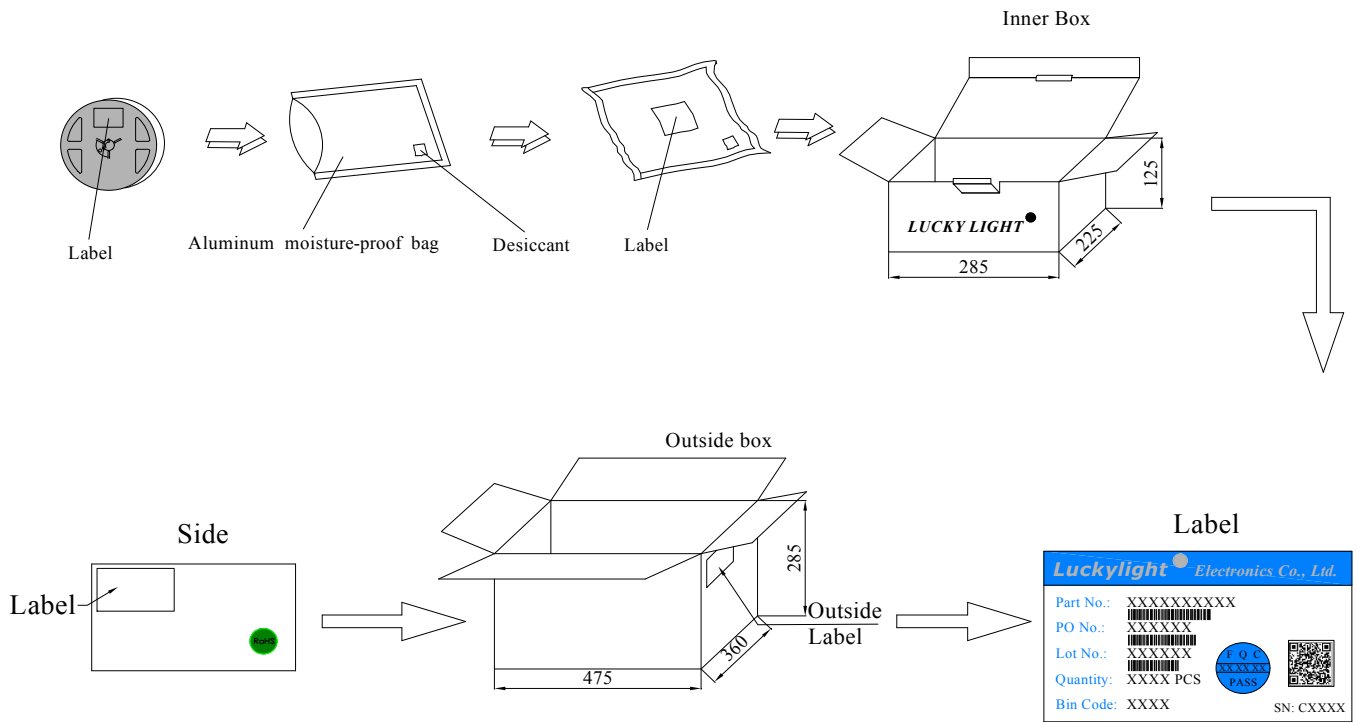 Inner Box
Label
Aluminum moisture-proof bag
Desiccant
Label
LUCKY LIGHT
125
225
285
Outside box
Side
Label
RoHS
285
360
475
Outside
Label
Label
Luckylight Electronics Co., Ltd.
Part No.: XXXXXXXXXX
PO No.: XXXXXX
Lot No.: XXXXXX
Quantity: XXXX PCS
Bin Code: XXXX
F Q C
XXXXXX
PASS
SN: CXXXX